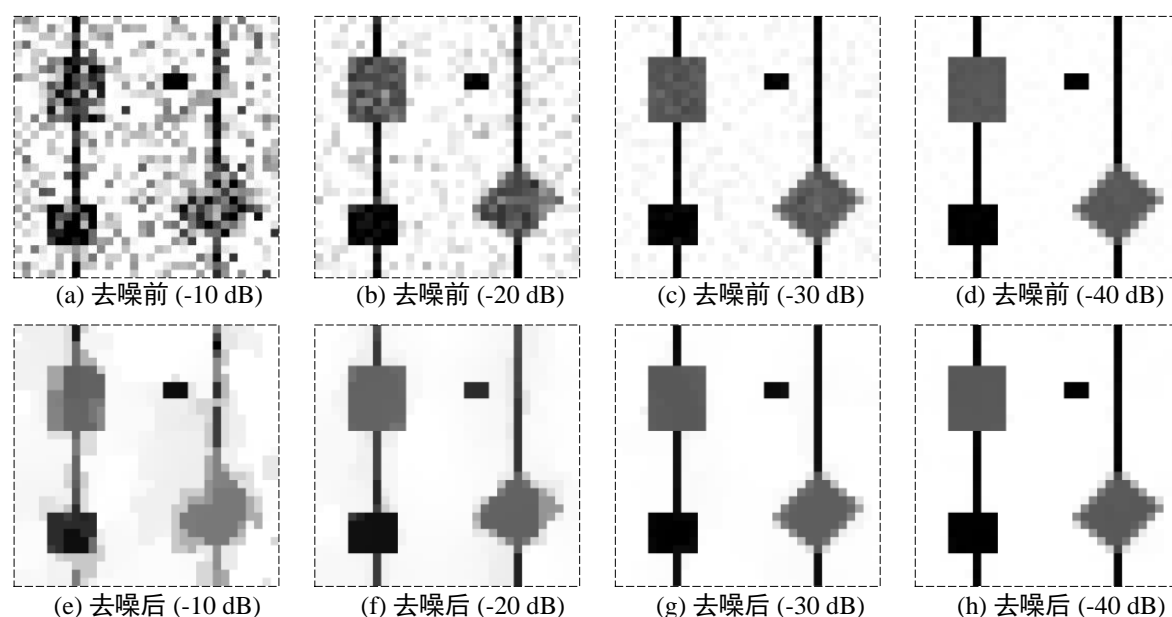 (a) 去噪前 (-10 dB)
(b) 去噪前 (-20 dB)
(c) 去噪前 (-30 dB)
(d) 去噪前 (-40 dB)
(e) 去噪后 (-10 dB)
(f) 去噪后 (-20 dB)
(g) 去噪后 (-30 dB)
(h) 去噪后 (-40 dB)